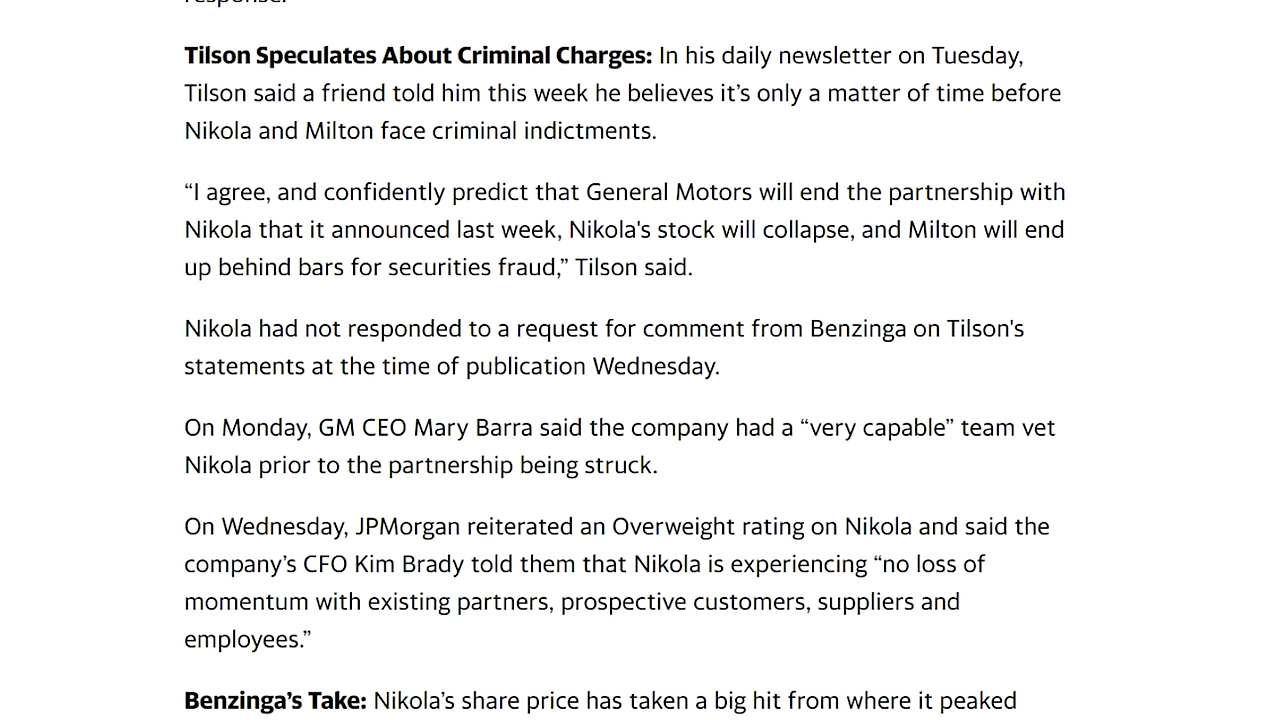 response.
Tilson Speculates About Criminal Charges: In his daily newsletter on Tuesday,
Tilson said a friend told him this week he believes it’s only a matter of time before
Nikola and Milton face criminal indictments.
“I agree, and confidently predict that General Motors will end the partnership with
Nikola that it announced last week, Nikola's stock will collapse, and Milton will end
up behind bars for securities fraud,” Tilson said.
Nikola had not responded to a request for comment from Benzinga on Tilson's
statements at the time of publication Wednesday.
On Monday, GM CEO Mary Barra said the company had a “very capable” team vet
Nikola prior to the partnership being struck.
On Wednesday, JPMorgan reiterated an Overweight rating on Nikola and said the
company’s CFO Kim Brady told them that Nikola is experiencing “no loss of
momentum with existing partners, prospective customers, suppliers and
employees.”
Benzinga’s Take: Nikola’s share price has taken a big hit from where it peaked